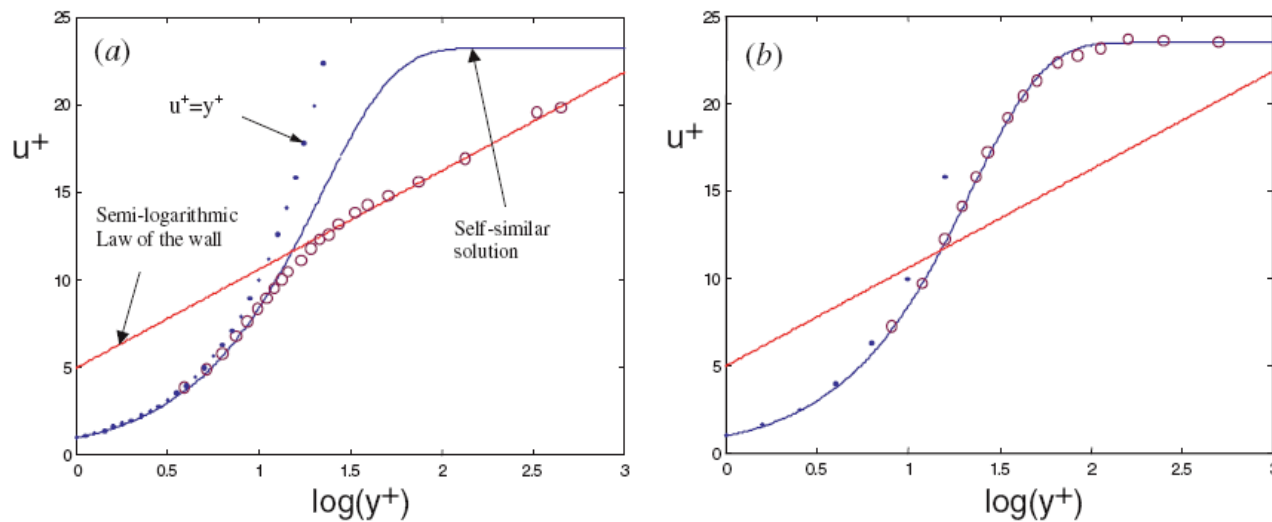 (a)
u⁺=y⁺
Semi-logarithmic
Law of the wall
Self-similar
solution
u⁺
25
20
15
10
5
0
0 0.5 1 1.5 2 2.5 3
log(y⁺)
(b)
u⁺
25
20
15
10
5
0
0 0.5 1 1.5 2 2.5 3
log(y⁺)